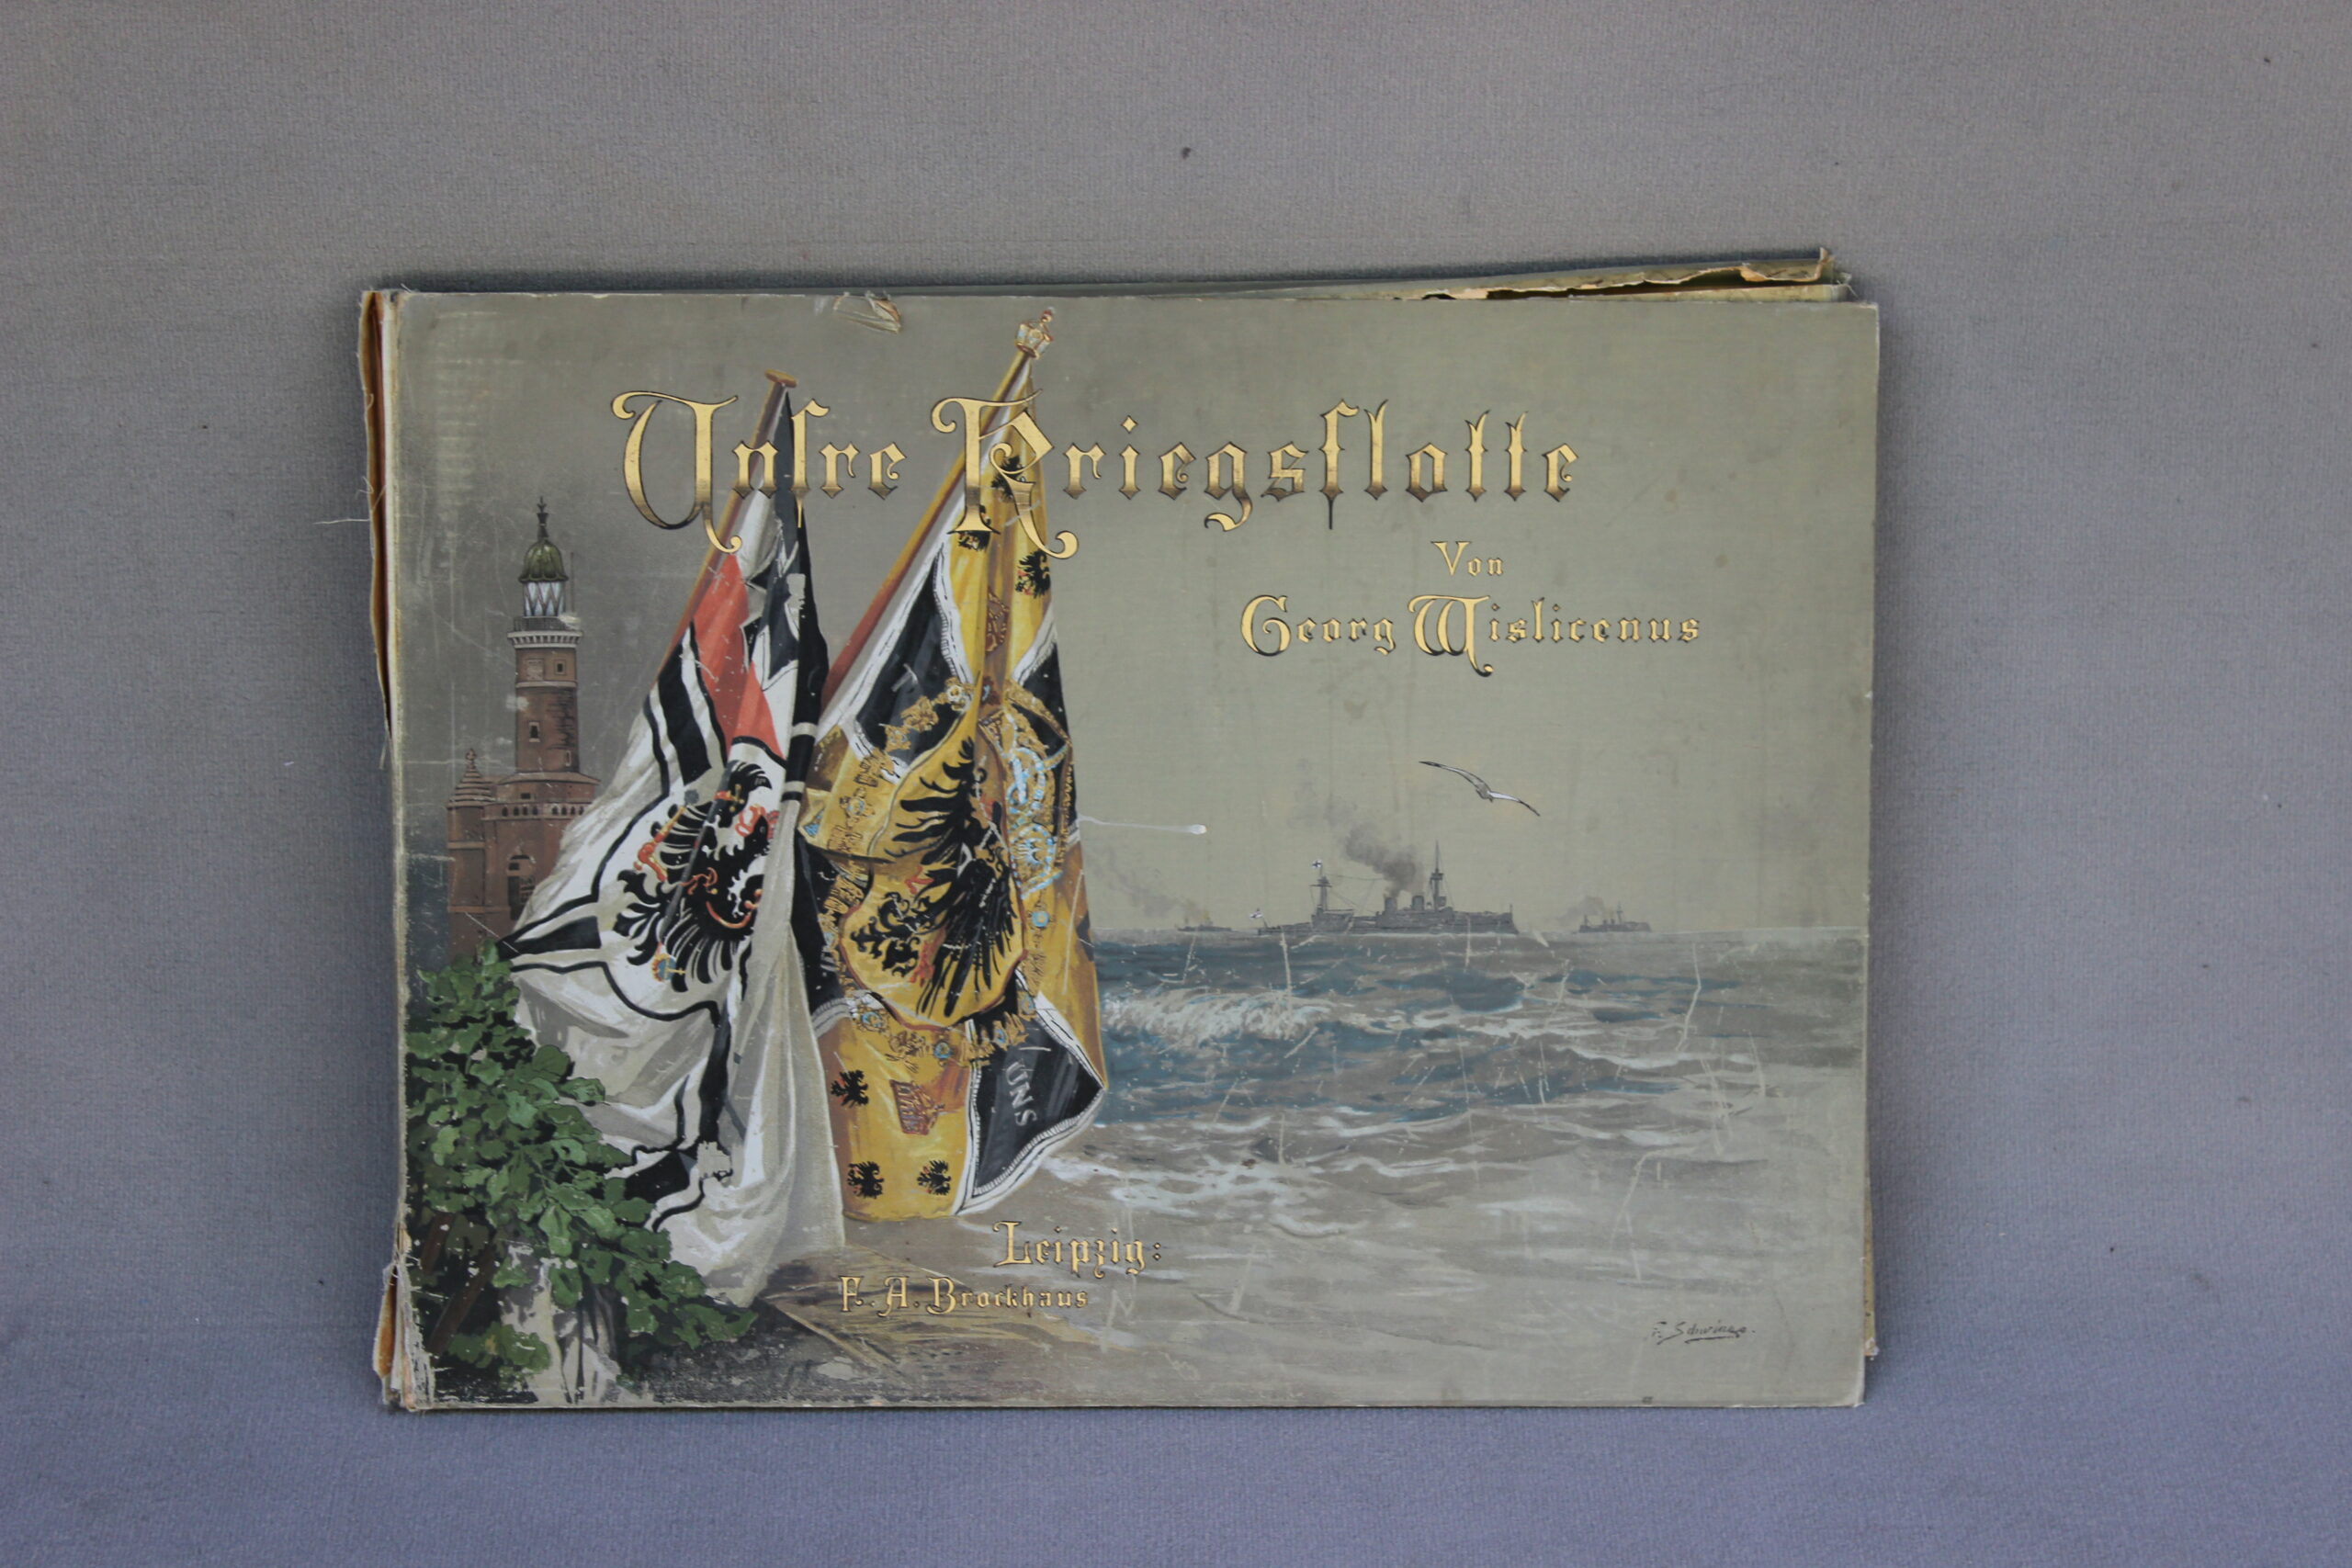 Unſre Kriegsflotte
Von
Georg Wislicenus
UNS
Leipzig:
F. A. Brockhaus